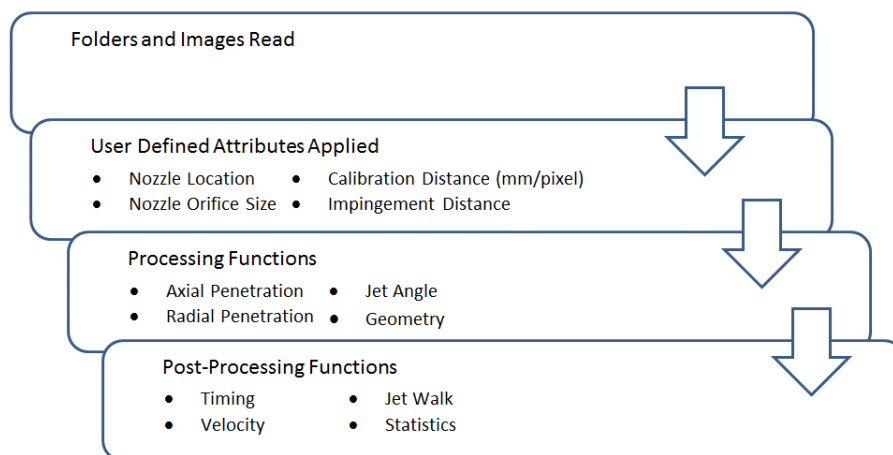 Folders and Images Read
User Defined Attributes Applied
● Nozzle Location ● Calibration Distance (mm/pixel)
● Nozzle Orifice Size ● Impingement Distance
Processing Functions
● Axial Penetration ● Jet Angle
● Radial Penetration ● Geometry
Post-Processing Functions
● Timing ● Jet Walk
● Velocity ● Statistics